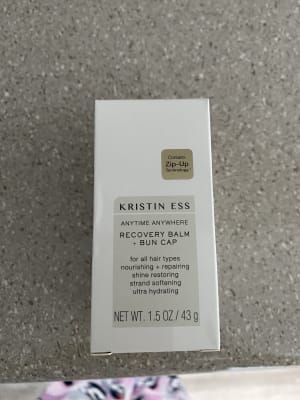 Contains
Zip-Up
Technology™
KRISTIN ESS
ANYTIME ANYWHERE
RECOVERY BALM
+ BUN CAP
for all hair types
nourishing + repairing
shine restoring
strand softening
ultra hydrating
NET WT. 1.5 OZ / 43 g